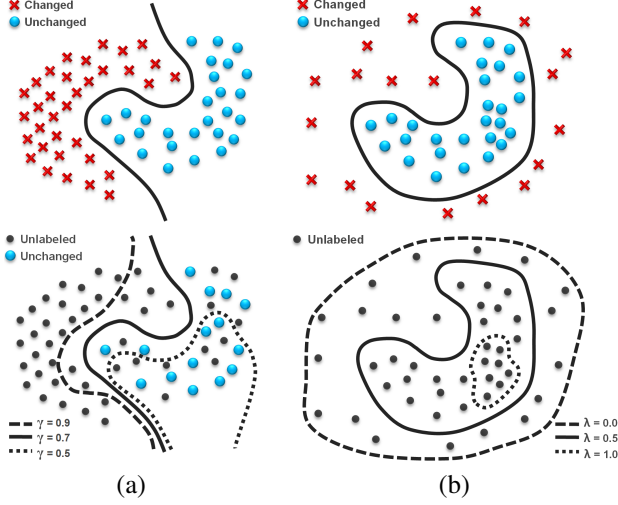 Changed
Unchanged
Changed
Unchanged
Unlabeled
Unchanged
γ = 0.9
γ = 0.7
γ = 0.5
Unlabeled
λ = 0.0
λ = 0.5
λ = 1.0
(a)
(b)